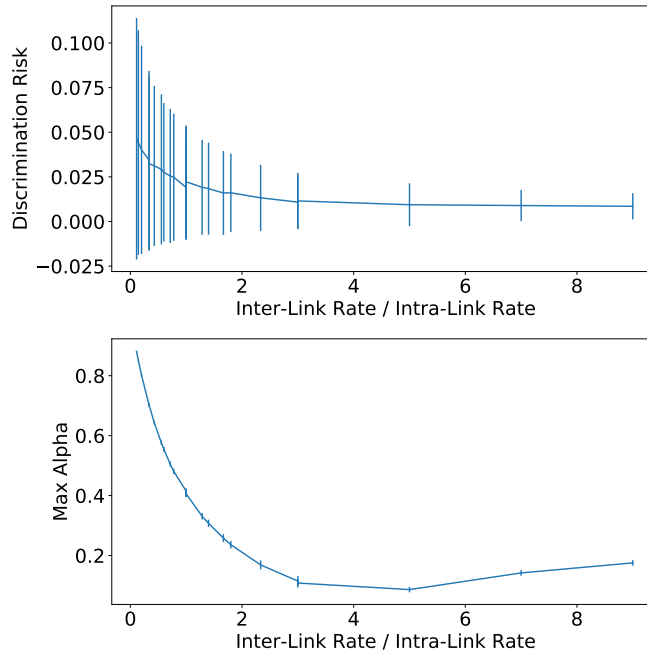 Discrimination Risk
0.100
0.075
0.050
0.025
0.000
−0.025
0 2 4 6 8
Inter-Link Rate / Intra-Link Rate
Max Alpha
0.8
0.6
0.4
0.2
0 2 4 6 8
Inter-Link Rate / Intra-Link Rate